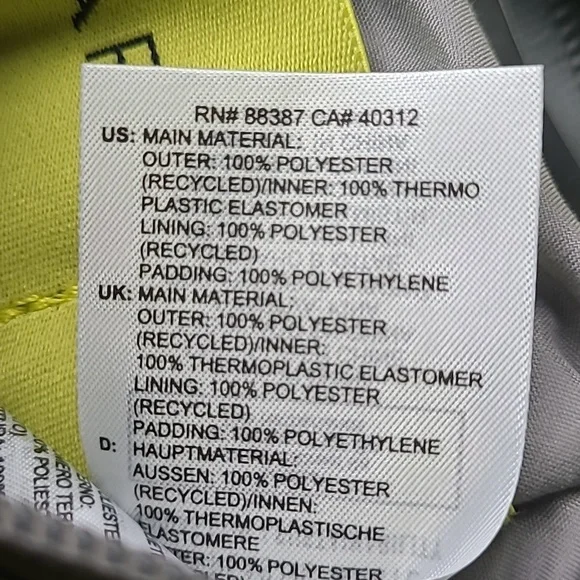 RN# 88387 CA# 40312
US: MAIN MATERIAL:
OUTER: 100% POLYESTER
(RECYCLED)/INNER: 100% THERMO
PLASTIC ELASTOMER
LINING: 100% POLYESTER
(RECYCLED)
PADDING: 100% POLYETHYLENE
UK: MAIN MATERIAL:
OUTER: 100% POLYESTER
(RECYCLED)/INNER:
100% THERMOPLASTIC ELASTOMER
LINING: 100% POLYESTER
(RECYCLED)
PADDING: 100% POLYETHYLENE
D: HAUPTMATERIAL:
AUSSEN: 100% POLYESTER
(RECYCLED)/INNEN:
100% THERMOPLASTISCHE
ELASTOMERE
100% POLYESTER